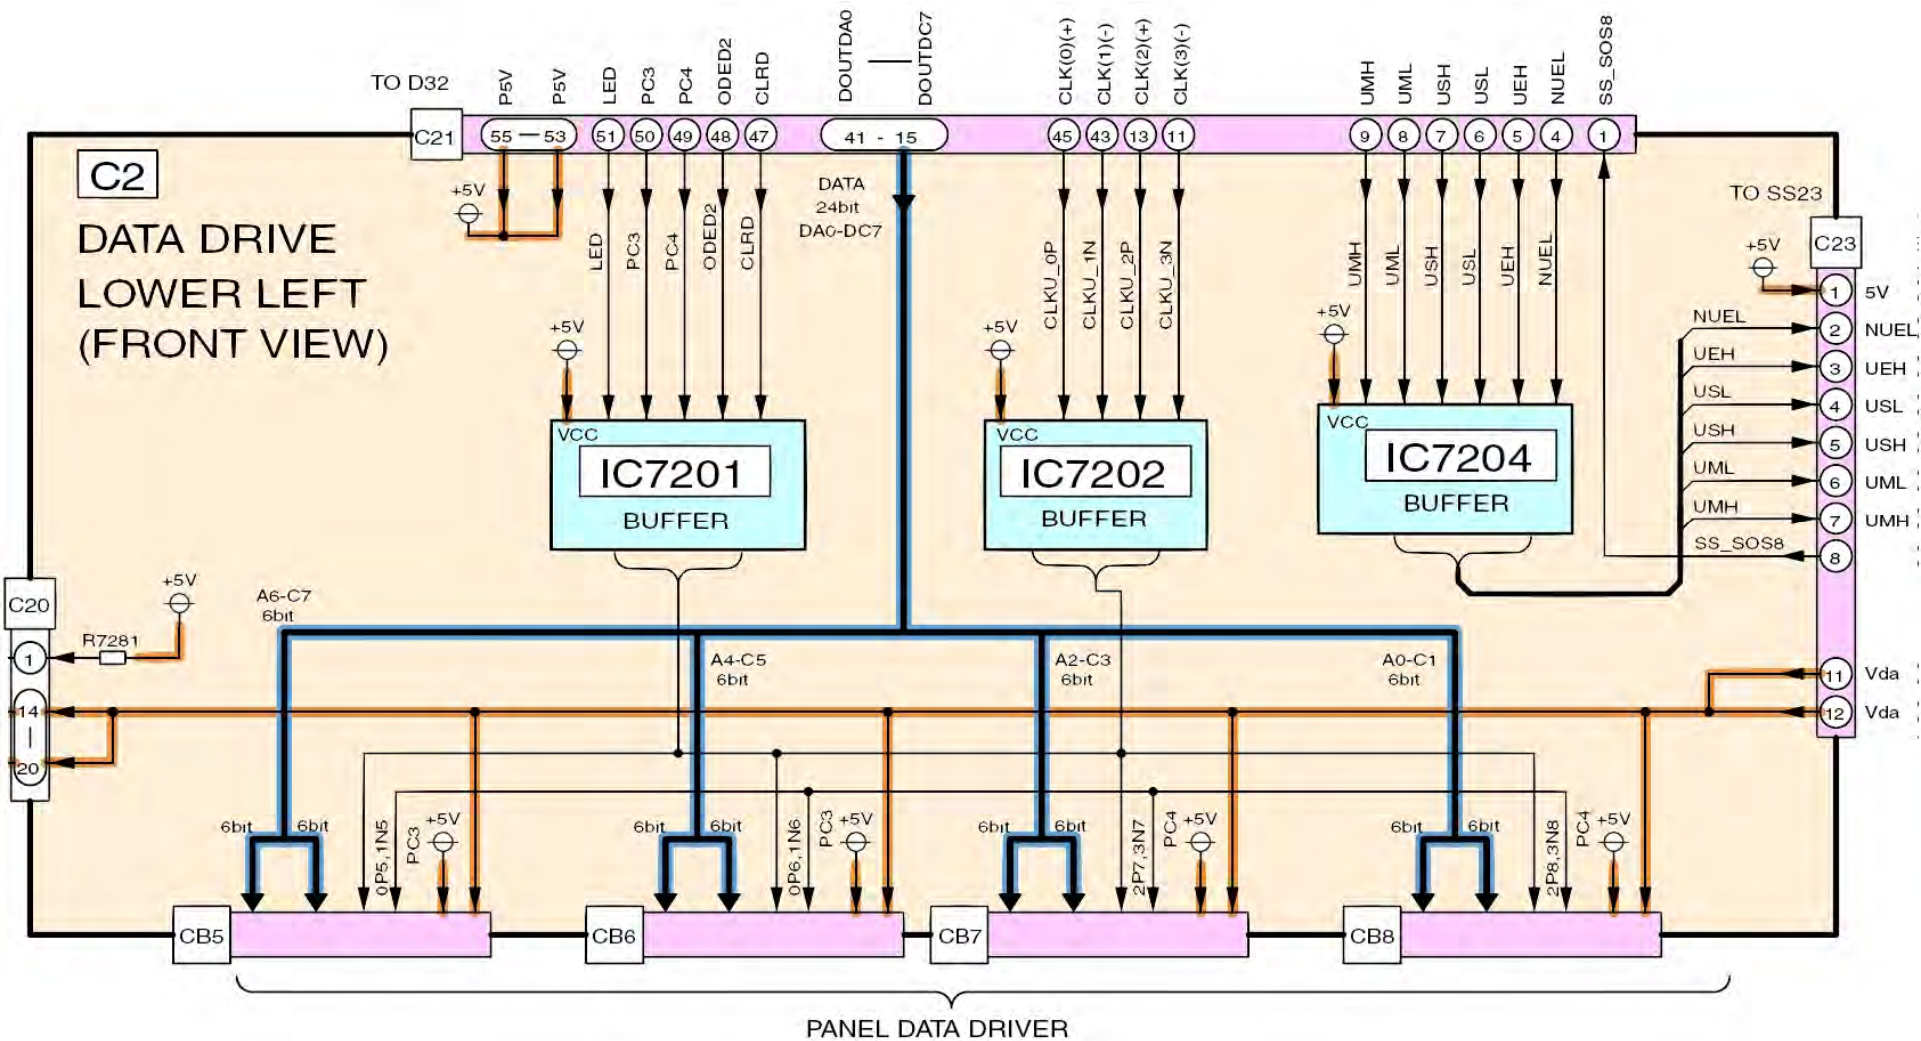 TO D32
P5V
P5V
LED
PC3
PC4
ODED2
CLRD
DOUTDA0
DOUTDC7
CLK(0)(+)
CLK(1)(-)
CLK(2)(+)
CLK(3)(-)
UMH
UML
USH
USL
UEH
NUEL
SS_SOS8
C21
55 — 53
51
50
49
48
47
41 - 15
45
43
13
11
9
8
7
6
5
4
1
C2
DATA DRIVE
LOWER LEFT
(FRONT VIEW)
+5V
LED
PC3
PC4
ODED2
CLRD
DATA
24bit
DA0-DC7
CLKU_0P
CLKU_1N
CLKU_2P
CLKU_3N
UMH
UML
USH
USL
UEH
NUEL
TO SS23
C23
+5V
1
5V
NUEL
2
NUEL
UEH
3
UEH
USL
4
USL
USH
5
USH
UML
6
UML
UMH
7
UMH
SS_SOS8
8
11
Vda
12
Vda
+5V
VCC
IC7201
BUFFER
+5V
VCC
IC7202
BUFFER
+5V
VCC
IC7204
BUFFER
C20
+5V
R7281
1
14
20
A6-C7
6bit
A4-C5
6bit
A2-C3
6bit
A0-C1
6bit
6bit
6bit
0P5,1N5
PC3
+5V
6bit
6bit
0P6,1N6
PC3
+5V
6bit
6bit
2P7,3N7
PC4
+5V
6bit
6bit
2P8,3N8
PC4
+5V
CB5
CB6
CB7
CB8
PANEL DATA DRIVER